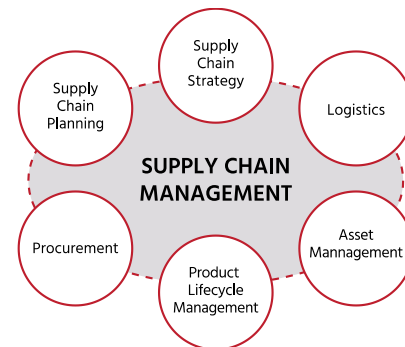 Supply
Chain
Strategy
Supply
Chain
Planning
Logistics
SUPPLY CHAIN
MANAGEMENT
Procurement
Asset
Mannagement
Product
Lifecycle
Management